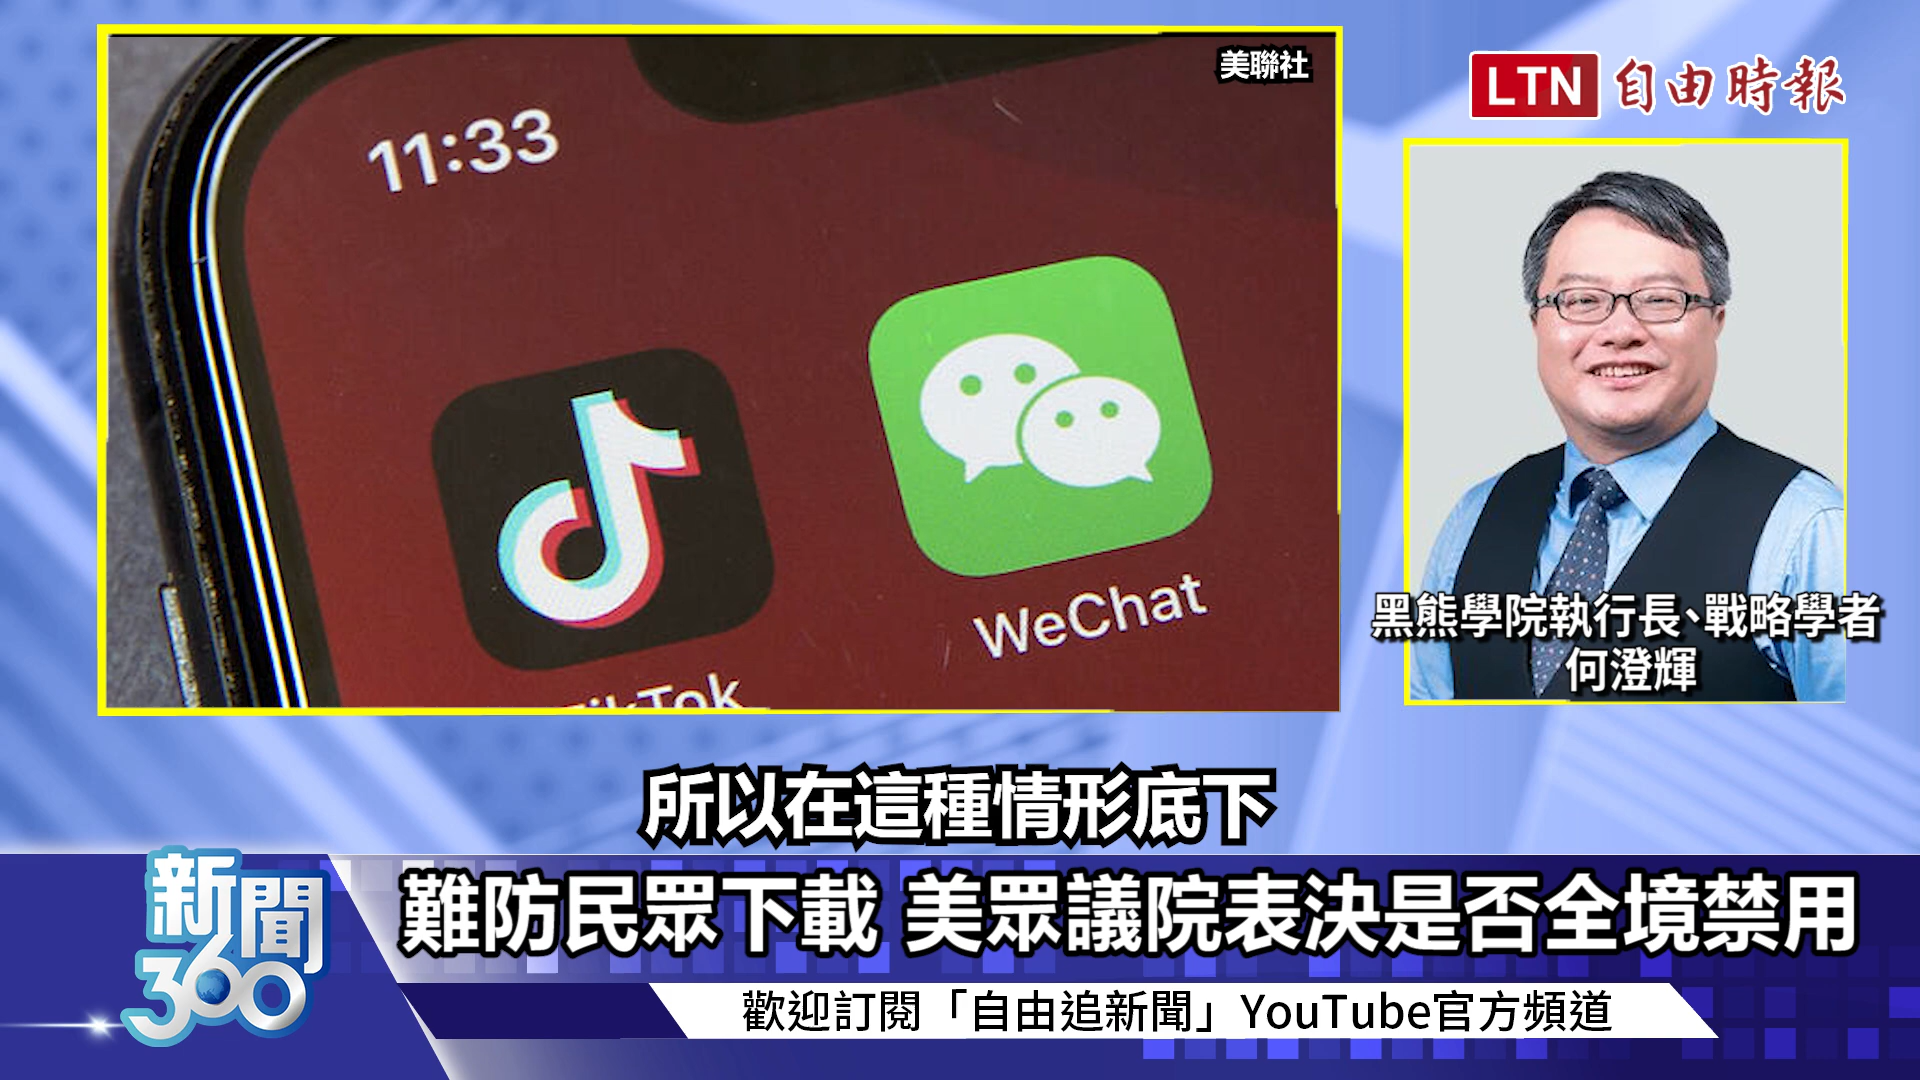 美聯社
LTN 自由時報
11:33
WeChat
TikTok
黑熊學院執行長、戰略學者
何澄輝
所以在這種情形底下
新聞
360
難防民眾下載 美眾議院表決是否全境禁用
歡迎訂閱「自由追新聞」YouTube官方頻道